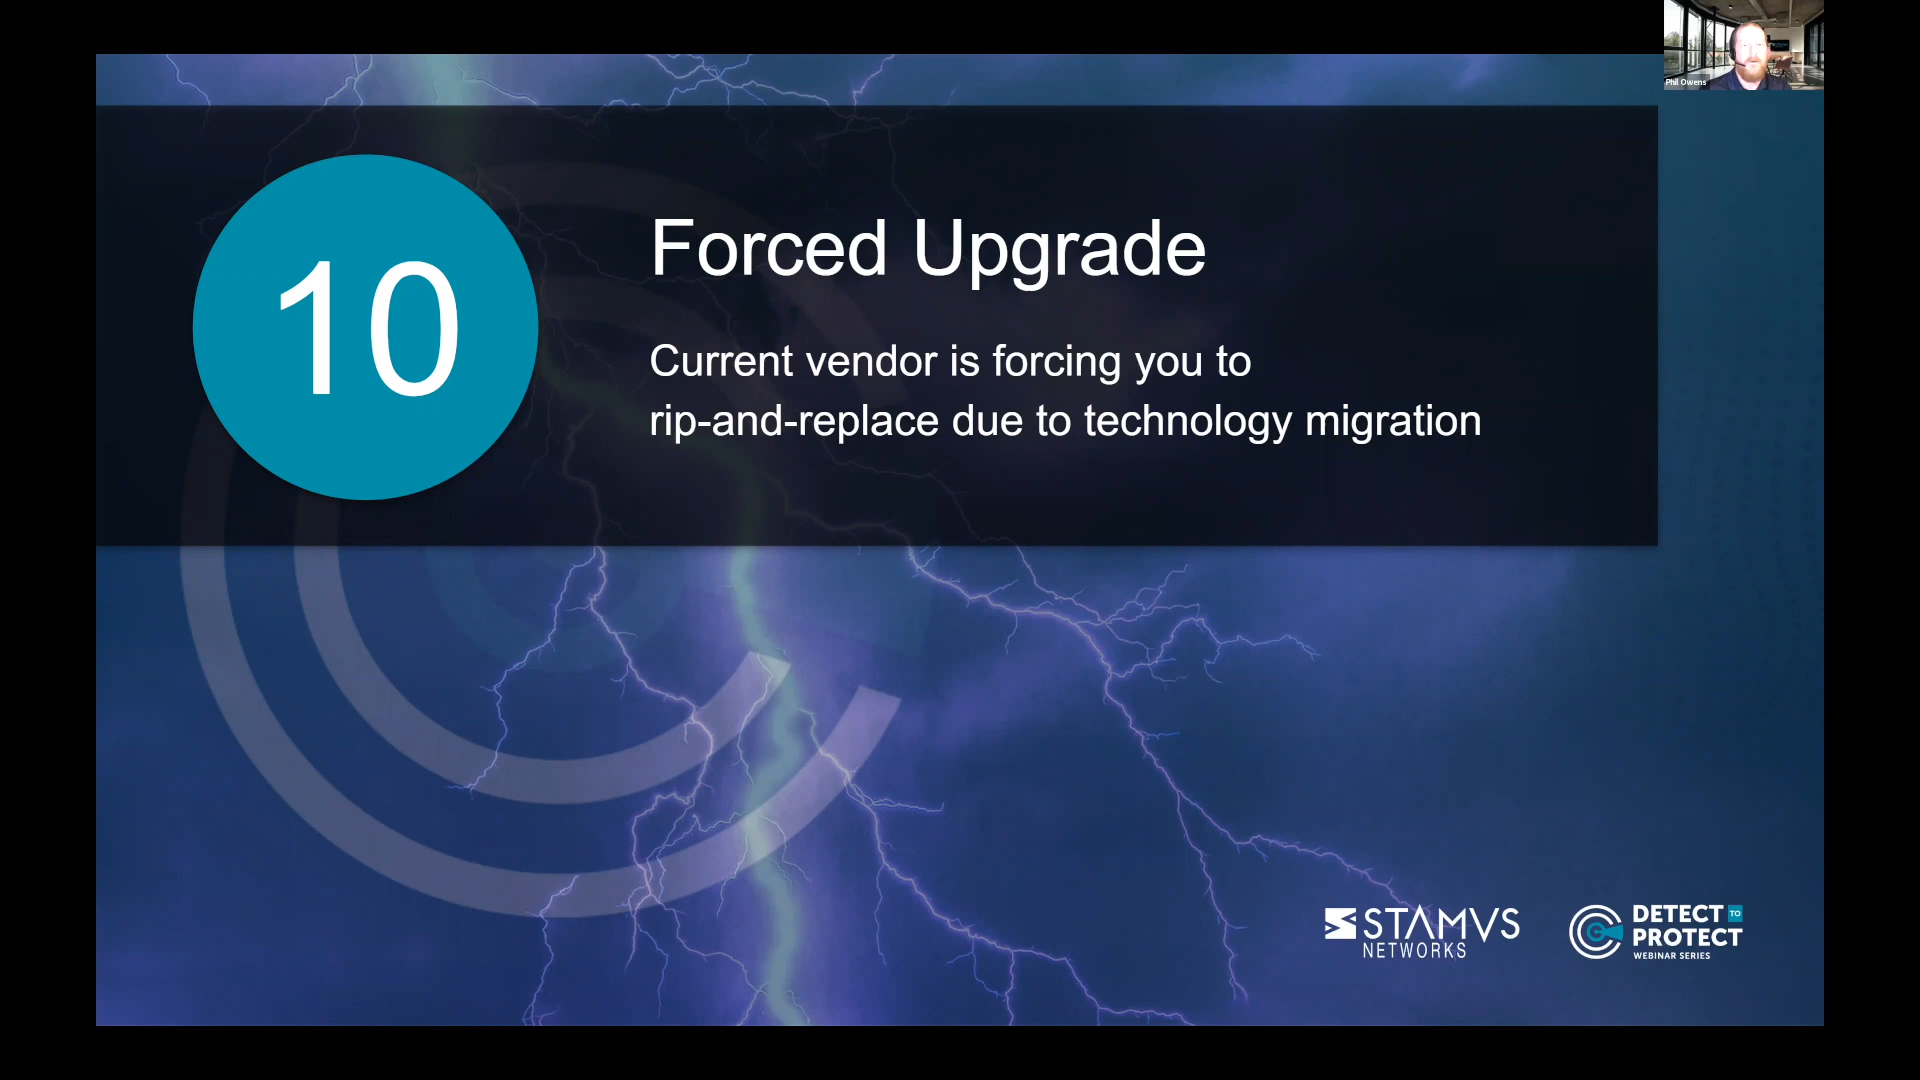 Phil Owens
10
Forced Upgrade
Current vendor is forcing you to
rip-and-replace due to technology migration
STAMVS
NETWORKS
DETECT TO
PROTECT
WEBINAR SERIES